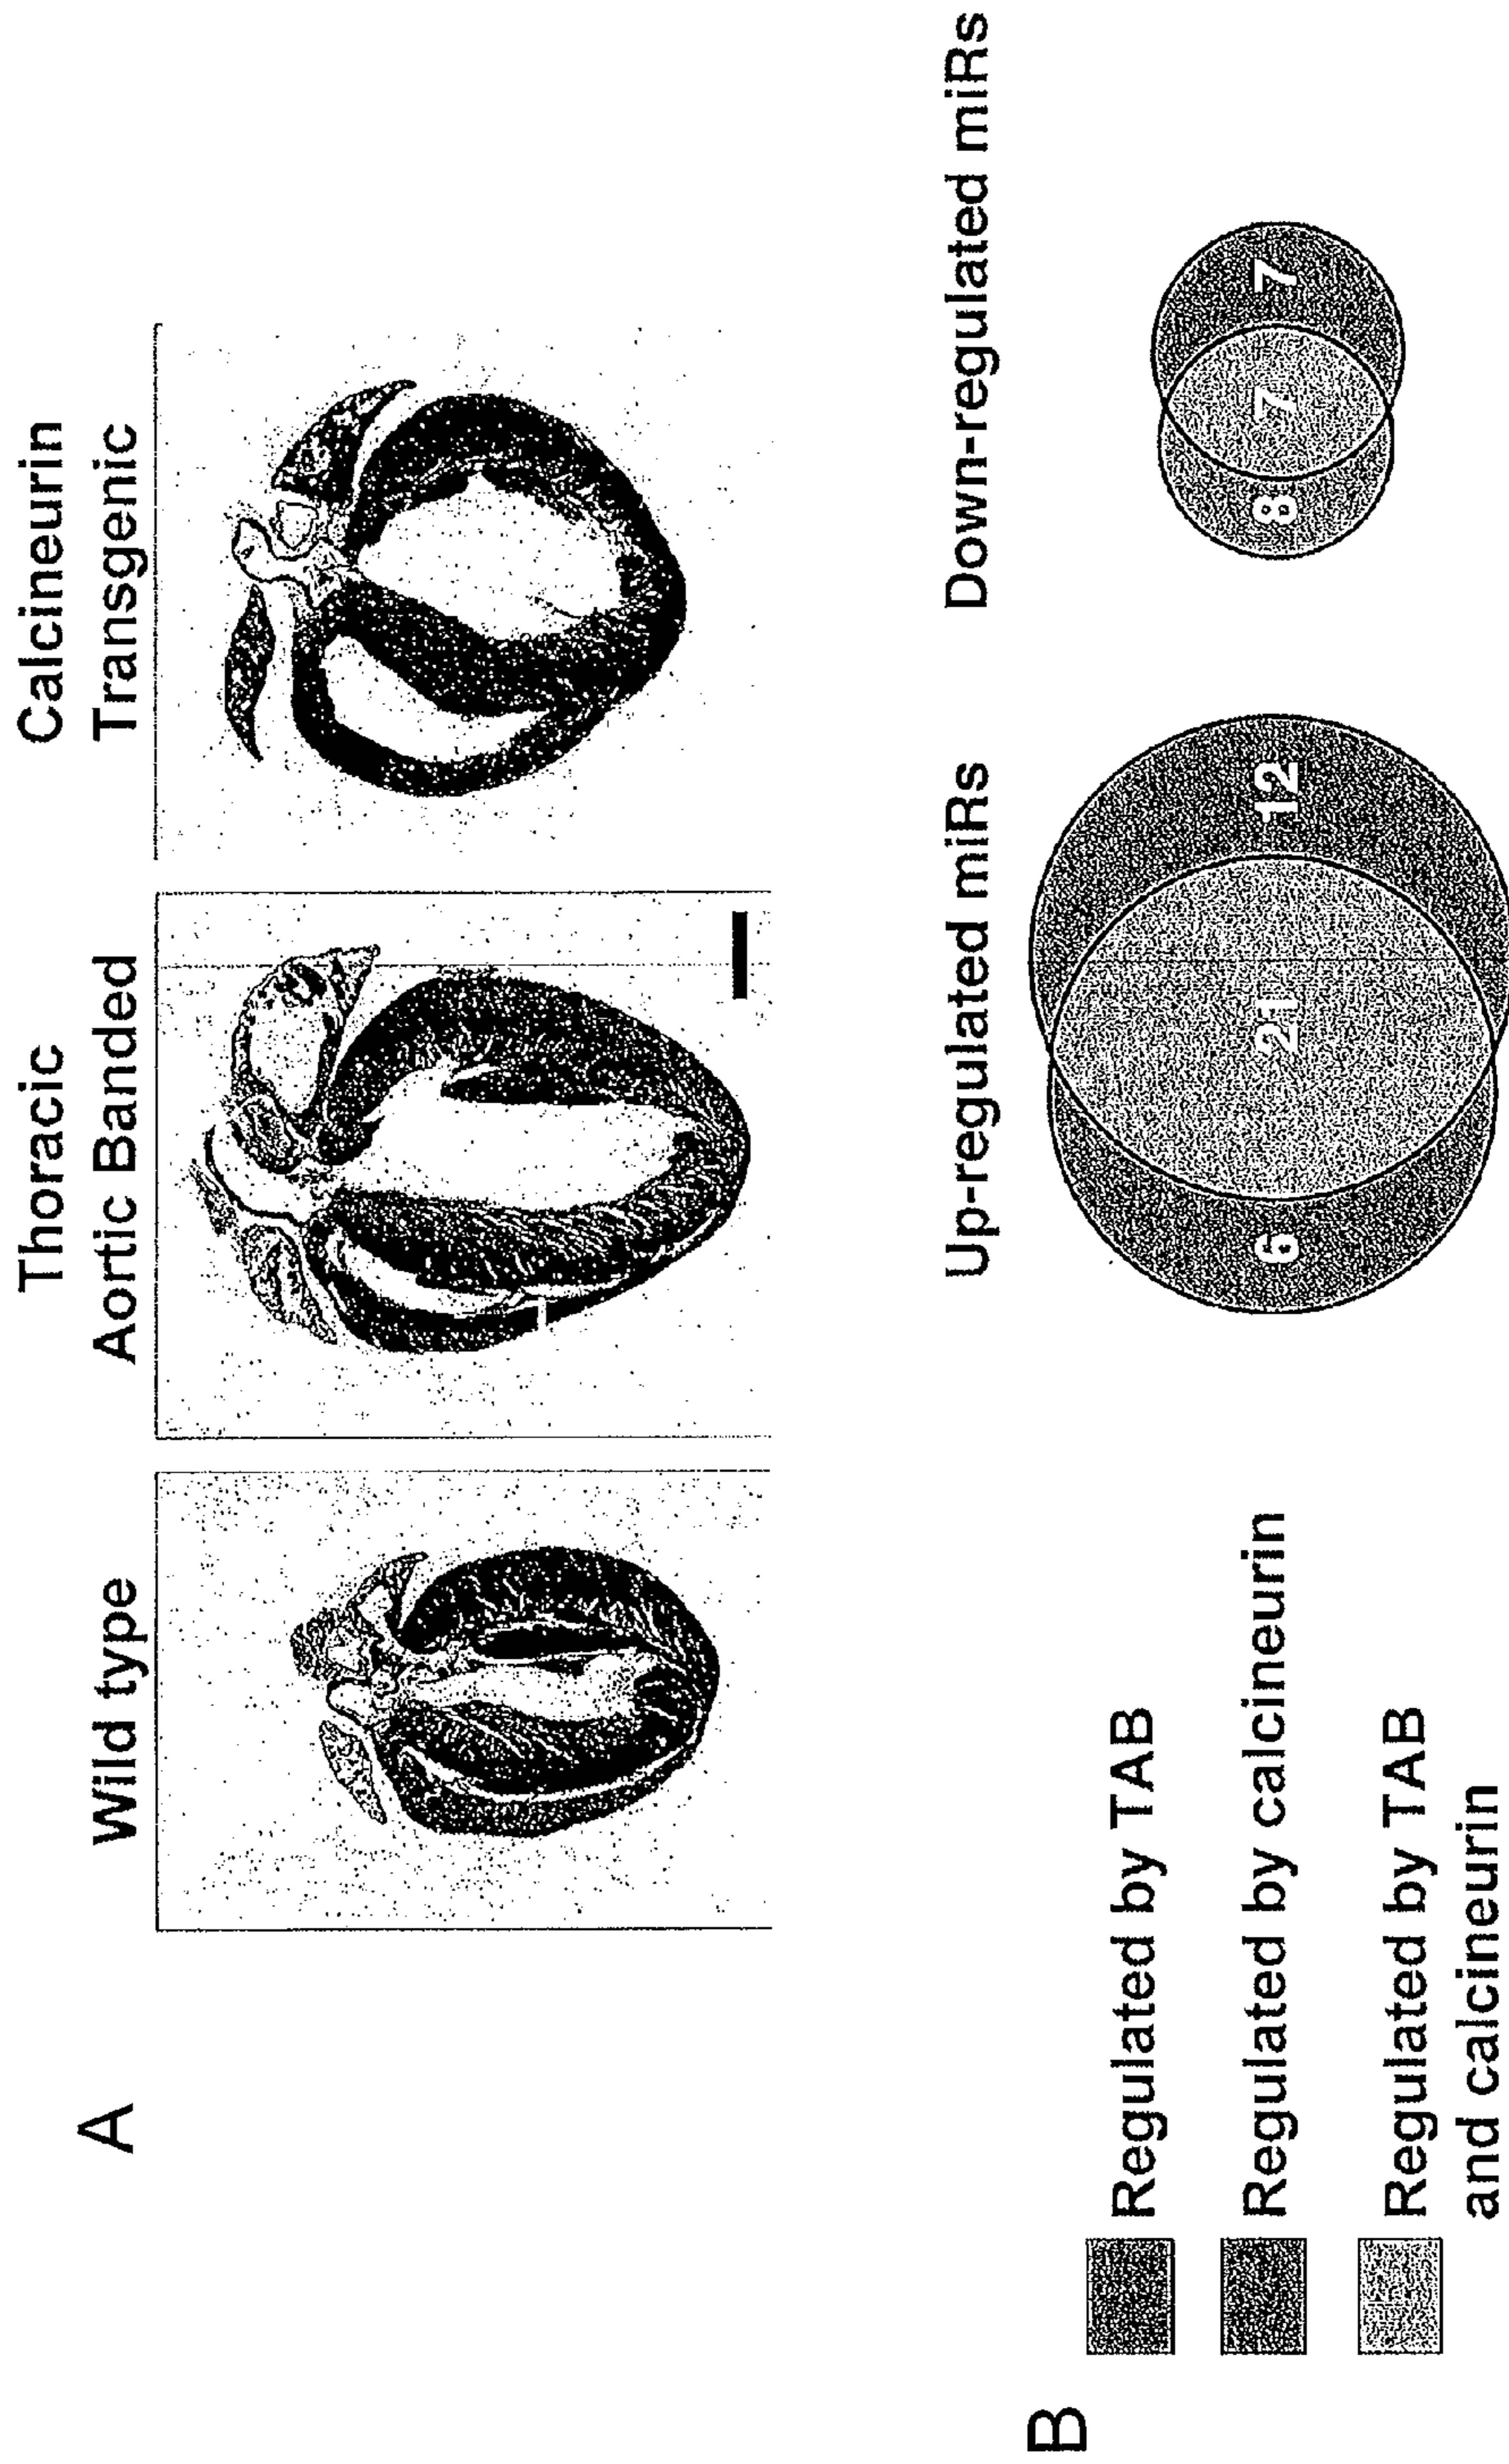 A
Wild type
Thoracic
Aortic Banded
Calcineurin
Transgenic
B
Regulated by TAB
Regulated by calcineurin
Regulated by TAB
and calcineurin
Up-regulated miRs
6
21
12
Down-regulated miRs
8
7
7